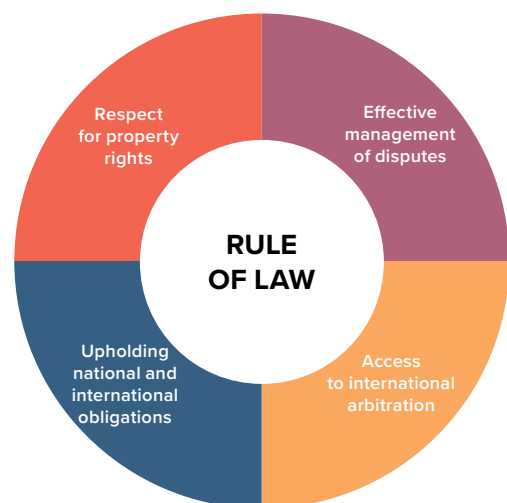 Respect
for property
rights
Effective
management
of disputes
RULE
OF LAW
Upholding
national and
international
obligations
Access
to international
arbitration